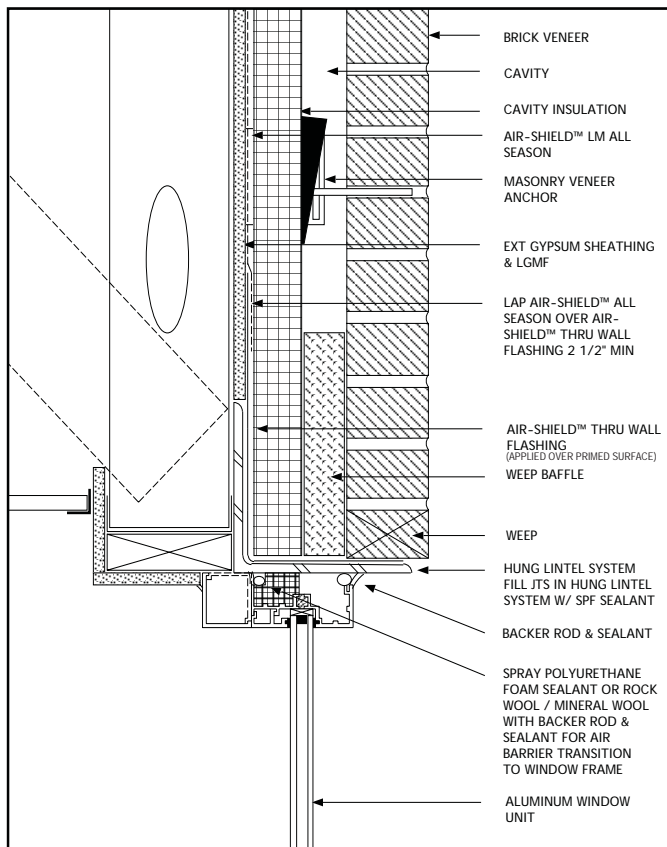 BRICK VENEER
CAVITY
CAVITY INSULATION
AIR-SHIELD™ LM ALL
SEASON
MASONRY VENEER
ANCHOR
EXT GYPSUM SHEATHING
& LGMF
LAP AIR-SHIELD™ ALL
SEASON OVER AIR-
SHIELD™ THRU WALL
FLASHING 2 1/2" MIN
AIR-SHIELD™ THRU WALL
FLASHING
(APPLIED OVER PRIMED SURFACE)
WEEP BAFFLE
WEEP
HUNG LINTEL SYSTEM
FILL JTS IN HUNG LINTEL
SYSTEM W/ SPF SEALANT
BACKER ROD & SEALANT
SPRAY POLYURETHANE
FOAM SEALANT OR ROCK
WOOL / MINERAL WOOL
WITH BACKER ROD &
SEALANT FOR AIR
BARRIER TRANSITION
TO WINDOW FRAME
ALUMINUM WINDOW
UNIT